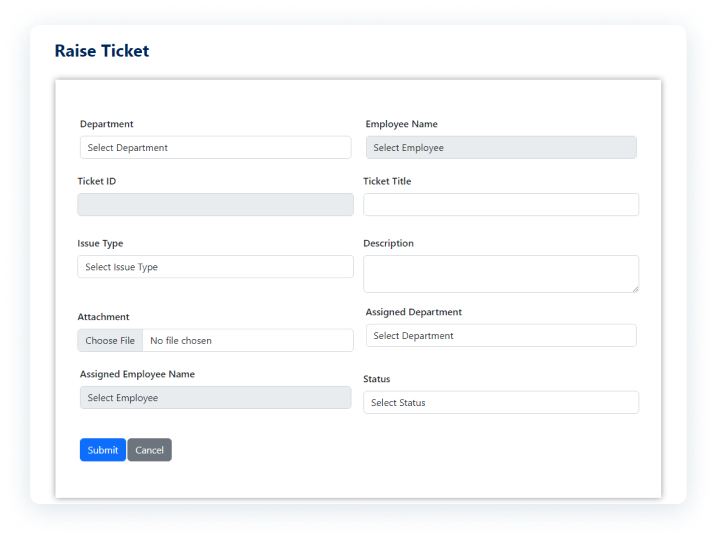 Raise Ticket
Department
Employee Name
Select Department
Select Employee
Ticket ID
Ticket Title
Issue Type
Description
Select Issue Type
Attachment
Assigned Department
Choose File
No file chosen
Select Department
Assigned Employee Name
Status
Select Employee
Select Status
Submit
Cancel